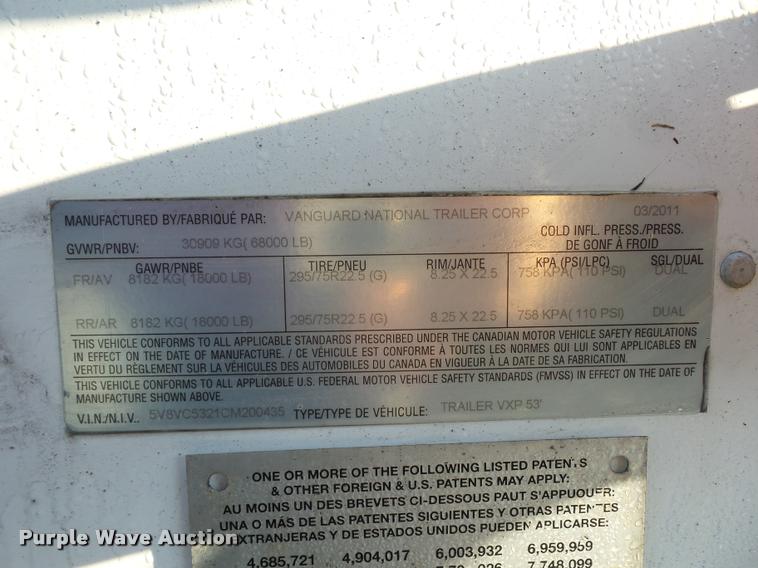 MANUFACTURED BY/FABRIQUÉ PAR: VANGUARD NATIONAL TRAILER CORP 03/2011
GVWR/PNBV: 30909 KG( 68000 LB) COLD INFL. PRESS./PRESS.
DE GONF À FROID
GAWR/PNBE TIRE/PNEU RIM/JANTE KPA (PSI/LPC) SGL/DUAL
FR/AV 8182 KG( 18000 LB) 295/75R22.5 (G) 8.25 X 22.5 758 KPA( 110 PSI) DUAL
RR/AR 8182 KG( 18000 LB) 295/75R22.5 (G) 8.25 X 22.5 758 KPA( 110 PSI) DUAL
THIS VEHICLE CONFORMS TO ALL APPLICABLE STANDARDS PRESCRIBED UNDER THE CANADIAN MOTOR VEHICLE SAFETY REGULATIONS
IN EFFECT ON THE DATE OF MANUFACTURE. / CE VÉHICULE EST CONFORME À TOUTES LES NORMES QUI LUI SONT APPLICABLES EN
VERTU DU RÈGLEMENT SUR LA VÉHICULES DES AUTOMOBILES DU CANADA EN VIGUEUR À LA DATE DE SA FABRICATION.
THIS VEHICLE CONFORMS TO ALL APPLICABLE U.S. FEDERAL MOTOR VEHICLE SAFETY STANDARDS (FMVSS) IN EFFECT ON THE DATE OF
MANUFACTURE SHOWN ABOVE.
V.I.N./N.I.V.. 5V8VC5321CM200435 TYPE/TYPE DE VÉHICULE: TRAILER VXP 53'
ONE OR MORE OF THE FOLLOWING LISTED PATENTS
& OTHER FOREIGN & U.S. PATENTS MAY APPLY:
AU MOINS UN DES BREVETS CI-DESSOUS PAUT S'APPUOUER:
UNA O MÁS DE LAS PATENTES SIGUIENTES Y OTRAS PATENTES
EXTRANJERAS Y DE ESTADOS UNIDOS PUEDEN APLICARSE:
4,685,721 4,904,017 6,003,932 6,959,959
7,748,099
Purple Wave Auction